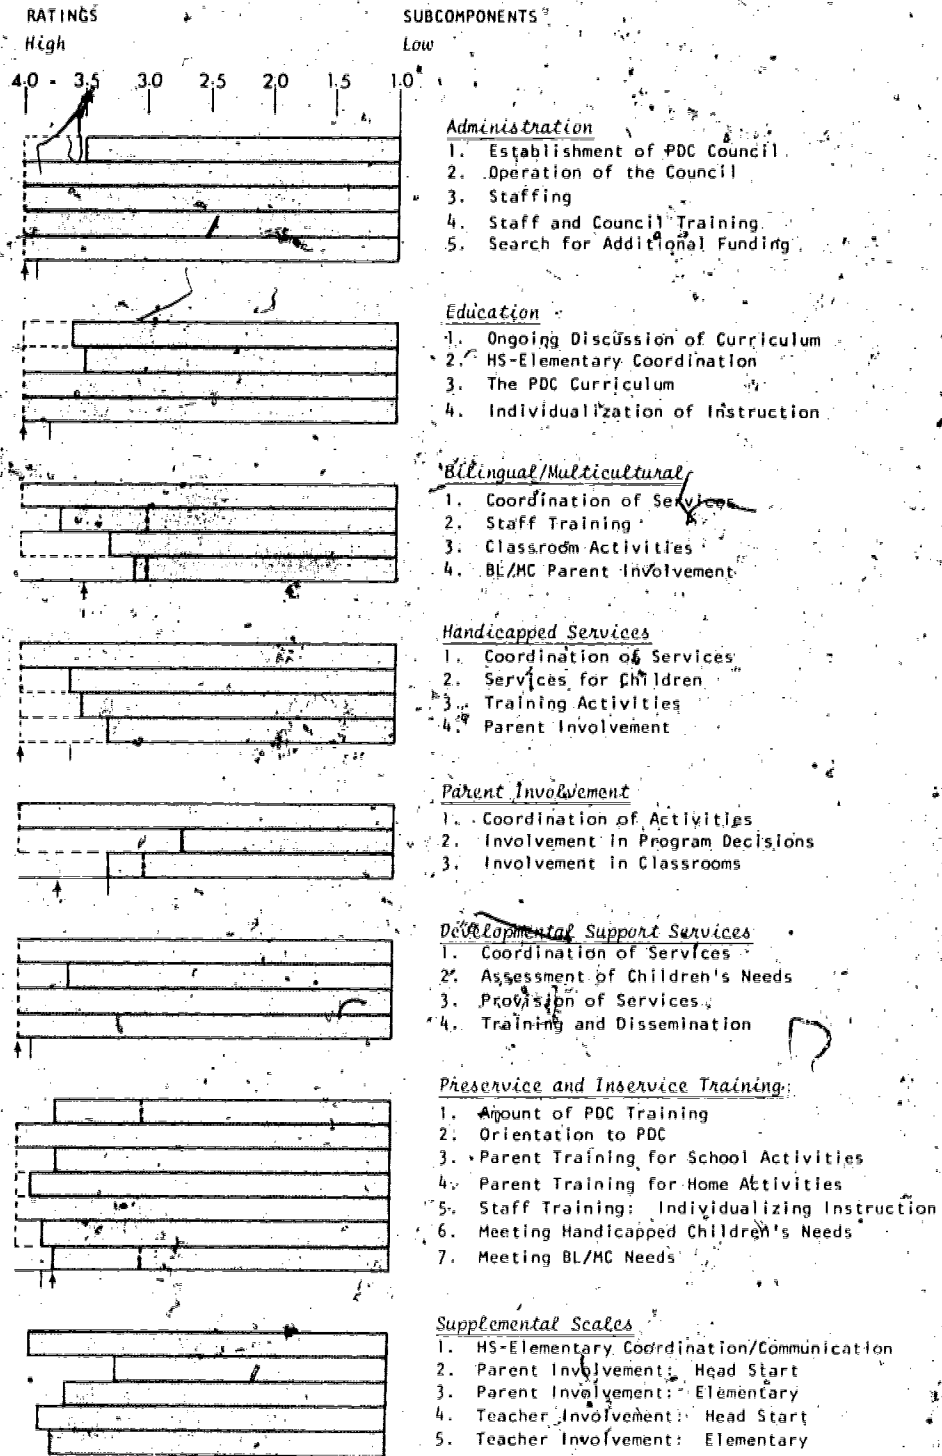 RATINGS SUBCOMPONENTS
High Low
4.0 3.5 3.0 2.5 2.0 1.5 1.0
Administration
1. Establishment of PDC Council
2. Operation of the Council
3. Staffing
4. Staff and Council Training
5. Search for Additional Funding
Education
1. Ongoing Discussion of Curriculum
2. HS-Elementary Coordination
3. The PDC Curriculum
4. Individualization of Instruction
Bilingual/Multicultural
1. Coordination of Services
2. Staff Training
3. Classroom Activities
4. BL/MC Parent Involvement
Handicapped Services
1. Coordination of Services
2. Services for Children
3. Training Activities
4. Parent Involvement
Parent Involvement
1. Coordination of Activities
2. Involvement in Program Decisions
3. Involvement in Classrooms
Developmental Support Services
1. Coordination of Services
2. Assessment of Children's Needs
3. Provision of Services
4. Training and Dissemination
Preservice and Inservice Training
1. Amount of PDC Training
2. Orientation to PDC
3. Parent Training for School Activities
4. Parent Training for Home Activities
5. Staff Training: Individualizing Instruction
6. Meeting Handicapped Children's Needs
7. Meeting BL/MC Needs
Supplemental Scales
1. HS-Elementary Coordination/Communication
2. Parent Involvement: Head Start
3. Parent Involvement: Elementary
4. Teacher Involvement: Head Start
5. Teacher Involvement: Elementary